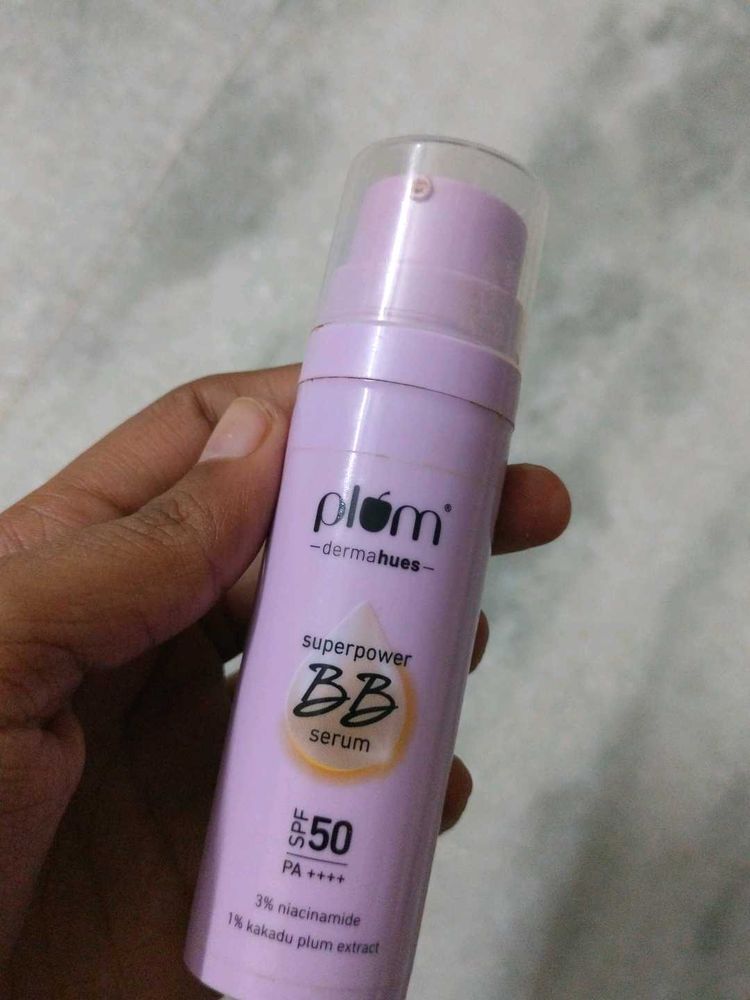 plum®
—dermahues—
superpower
BB
serum
SPF 50
PA ++++
3% niacinamide
1% kakadu plum extract